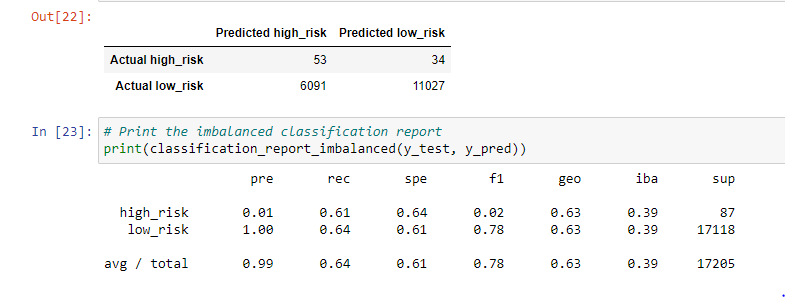 Out[22]:
Predicted high_risk Predicted low_risk
Actual high_risk 53 34
Actual low_risk 6091 11027
In [23]: # Print the imbalanced classification report
print(classification_report_imbalanced(y_test, y_pred))
pre rec spe f1 geo iba sup
high_risk 0.01 0.61 0.64 0.02 0.63 0.39 87
low_risk 1.00 0.64 0.61 0.78 0.63 0.39 17118
avg / total 0.99 0.64 0.61 0.78 0.63 0.39 17205